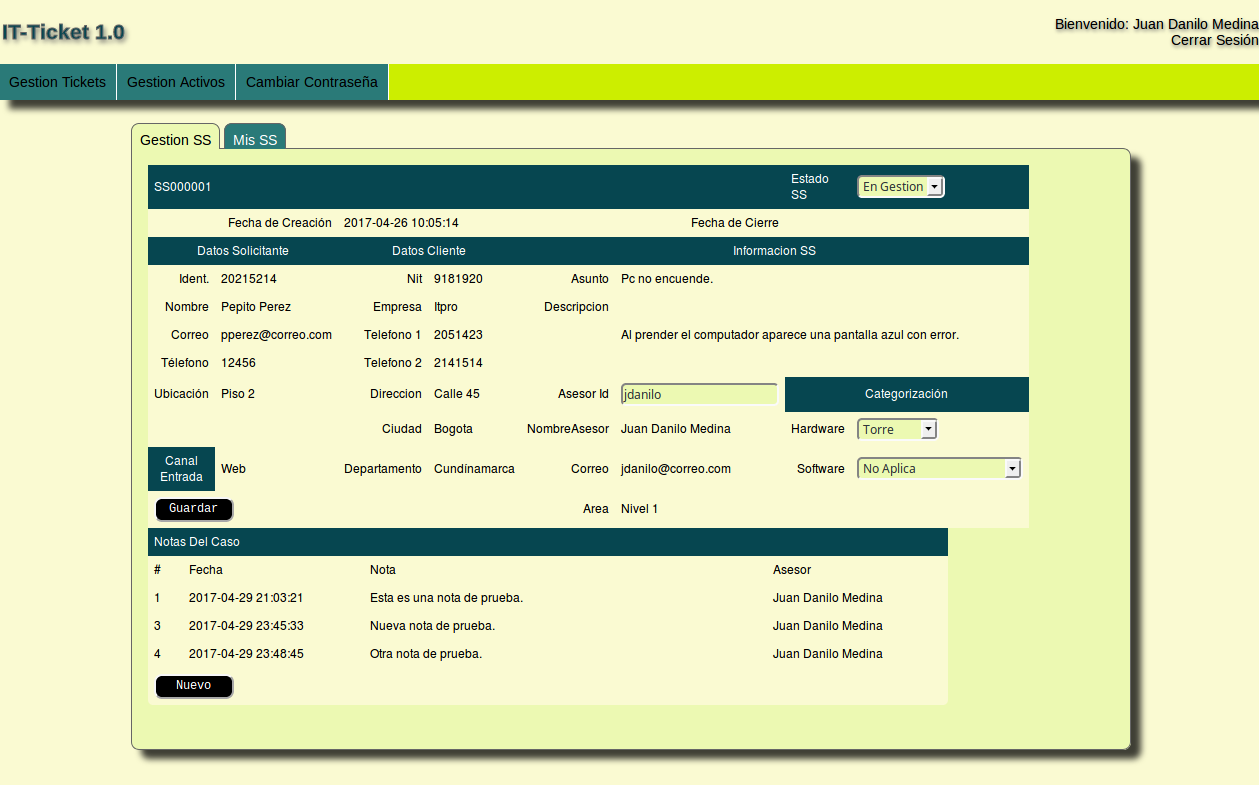 IT-Ticket 1.0
Bienvenido: Juan Danilo Medina
Cerrar Sesión
Gestion Tickets Gestion Activos Cambiar Contraseña
Gestion SS Mis SS
SS000001 Estado SS En Gestion
Fecha de Creación 2017-04-26 10:05:14 Fecha de Cierre
Datos Solicitante Datos Cliente Informacion SS
Ident. 20215214 Nit 9181920 Asunto Pc no encuende.
Nombre Pepito Perez Empresa Itpro Descripcion
Correo pperez@correo.com Telefono 1 2051423 Al prender el computador aparece una pantalla azul con error.
Télefono 12456 Telefono 2 2141514
Ubicación Piso 2 Direccion Calle 45 Asesor Id jdanilo Categorización
Ciudad Bogota NombreAsesor Juan Danilo Medina Hardware Torre
Canal Entrada Web Departamento Cundinamarca Correo jdanilo@correo.com Software No Aplica
Guardar Area Nivel 1
Notas Del Caso
# Fecha Nota Asesor
1 2017-04-29 21:03:21 Esta es una nota de prueba. Juan Danilo Medina
3 2017-04-29 23:45:33 Nueva nota de prueba. Juan Danilo Medina
4 2017-04-29 23:48:45 Otra nota de prueba. Juan Danilo Medina
Nuevo